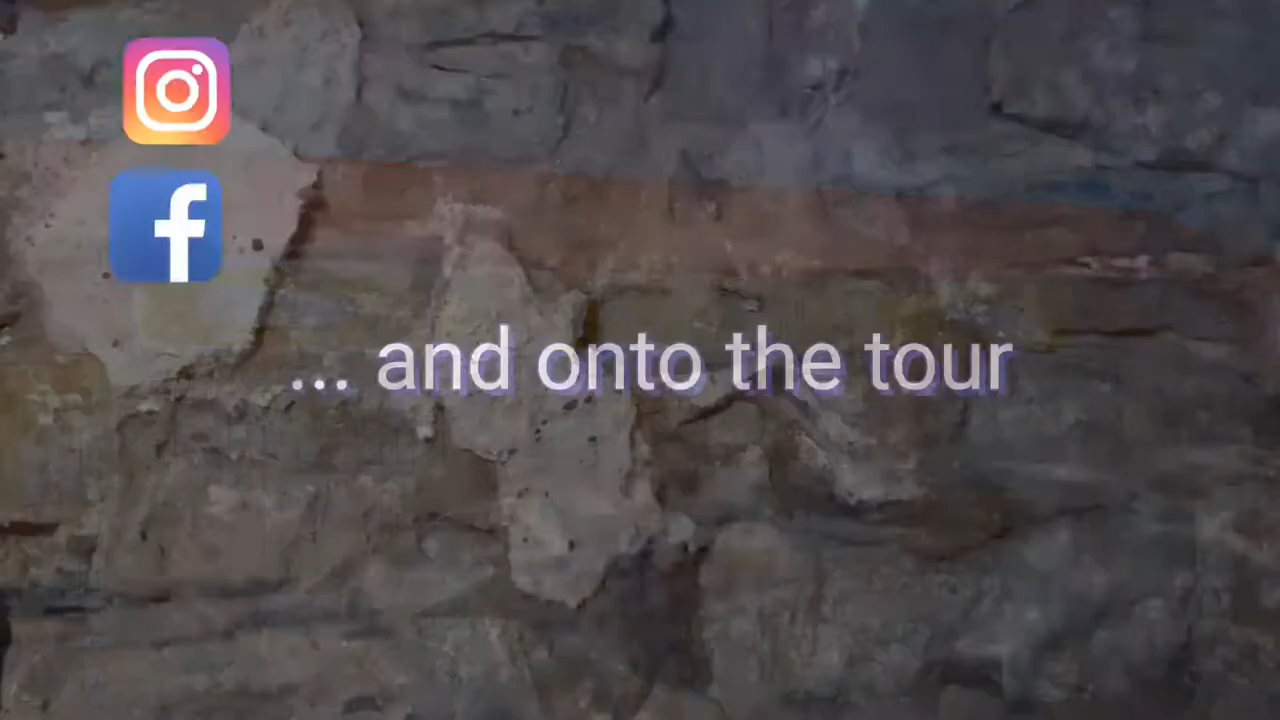 ... and onto the tour